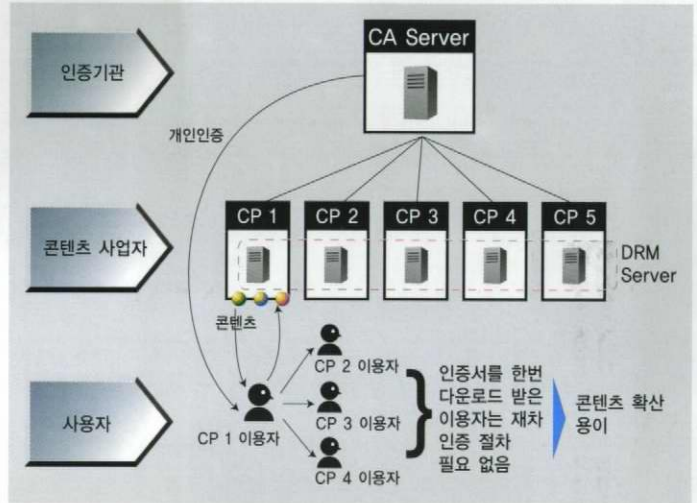 CA Server
인증기관
개인인증
CP 1
CP 2
CP 3
CP 4
CP 5
콘텐츠 사업자
DRM
Server
콘텐츠
CP 2 이용자
CP 1 이용자
CP 3 이용자
CP 4 이용자
사용자
인증서를 한번
다운로드 받은
이용자는 재차
인증 절차
필요 없음
콘텐츠 확산
용이